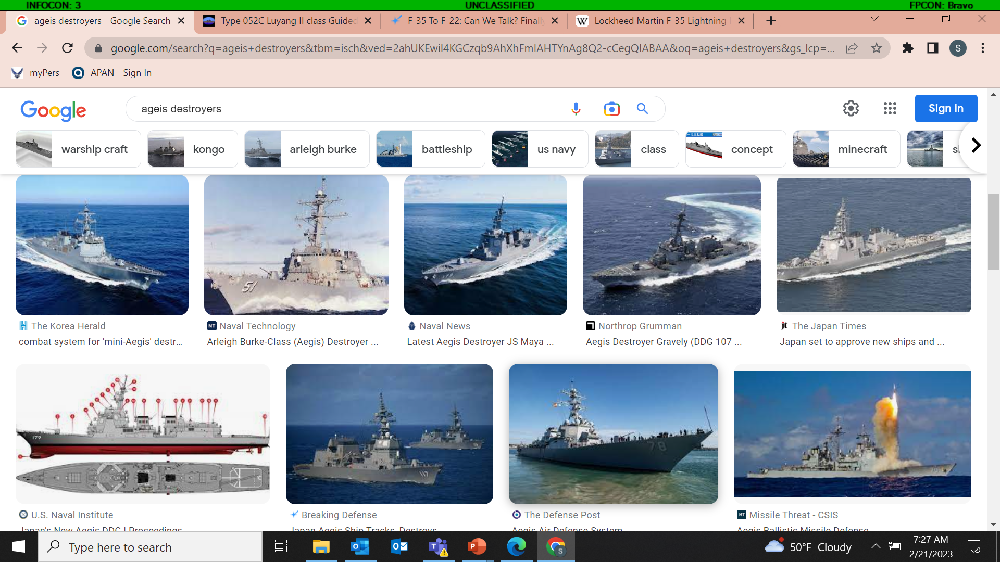 INFOCON: 3 UNCLASSIFIED FPCON: Bravo
ageis destroyers - Google Search Type 052C Luyang II class Guided F-35 To F-22: Can We Talk? Finally Lockheed Martin F-35 Lightning
google.com/search?q=ageis+destroyers&tbm=isch&ved=2ahUKEwil4KGCzqb9AhXhFmIAHTYnAg8Q2-cCegQIABAA&oq=ageis+destroyers&gs_lcp=... S
myPers APAN - Sign In
Google ageis destroyers Sign in
warship craft kongo arleigh burke battleship us navy class concept minecraft
51
The Korea Herald Naval Technology Naval News Northrop Grumman The Japan Times
combat system for 'mini-Aegis' destr... Arleigh Burke-Class (Aegis) Destroyer ... Latest Aegis Destroyer JS Maya ... Aegis Destroyer Gravely (DDG 107 ... Japan set to approve new ships and ...
179 117 78
U.S. Naval Institute Breaking Defense The Defense Post Missile Threat - CSIS
Japan's New Aegis DDG | Proceedings Japan Aegis Ship Tracks, Destroys Aegis Air Defense System Aegis Ballistic Missile Defense
Type here to search 50°F Cloudy 7:27 AM
2/21/2023